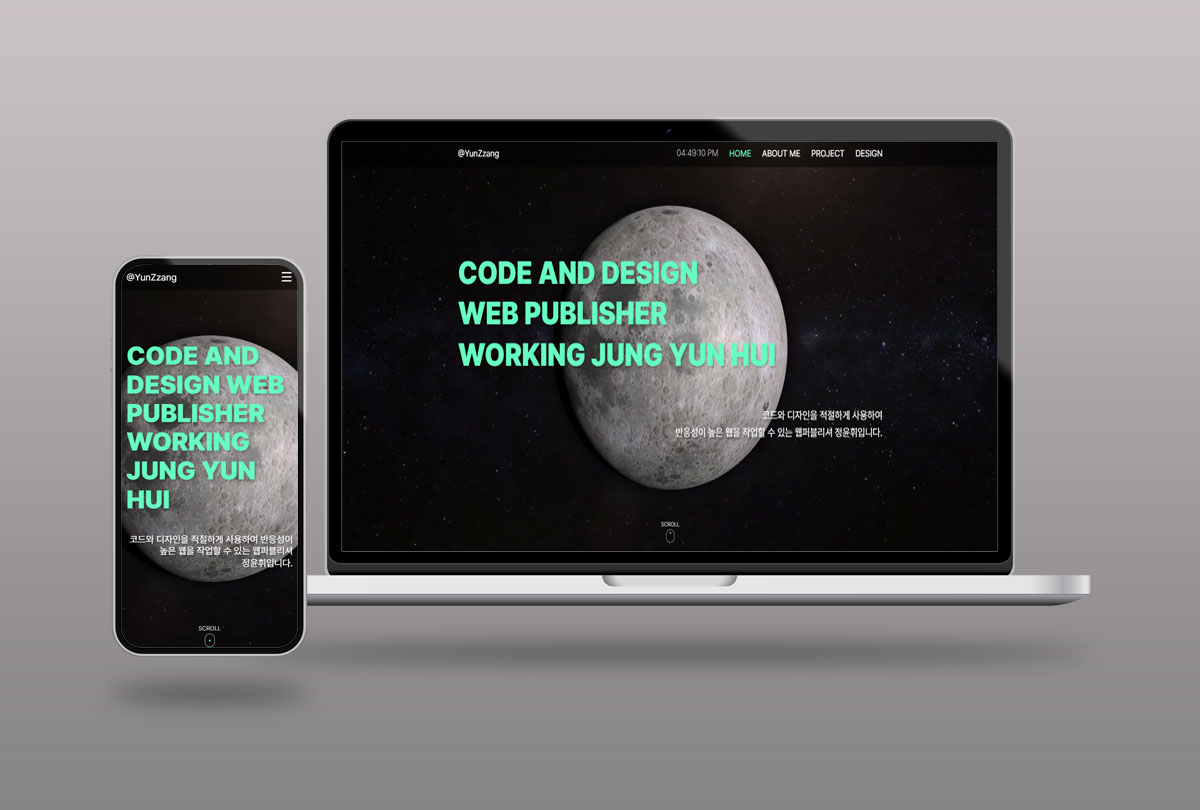 @YunZzang
04:49:10 PM HOME ABOUT ME PROJECT DESIGN
CODE AND DESIGN
WEB PUBLISHER
WORKING JUNG YUN HUI
코드와 디자인을 적절하게 사용하여
반응성이 높은 웹을 작업할 수 있는 웹퍼블리셔 정윤휘입니다.
SCROLL
@YunZzang
CODE AND
DESIGN WEB
PUBLISHER
WORKING
JUNG YUN
HUI
코드와 디자인을 적절하게 사용하여 반응성이
높은 웹을 작업할 수 있는 웹퍼블리셔
정윤휘입니다.
SCROLL